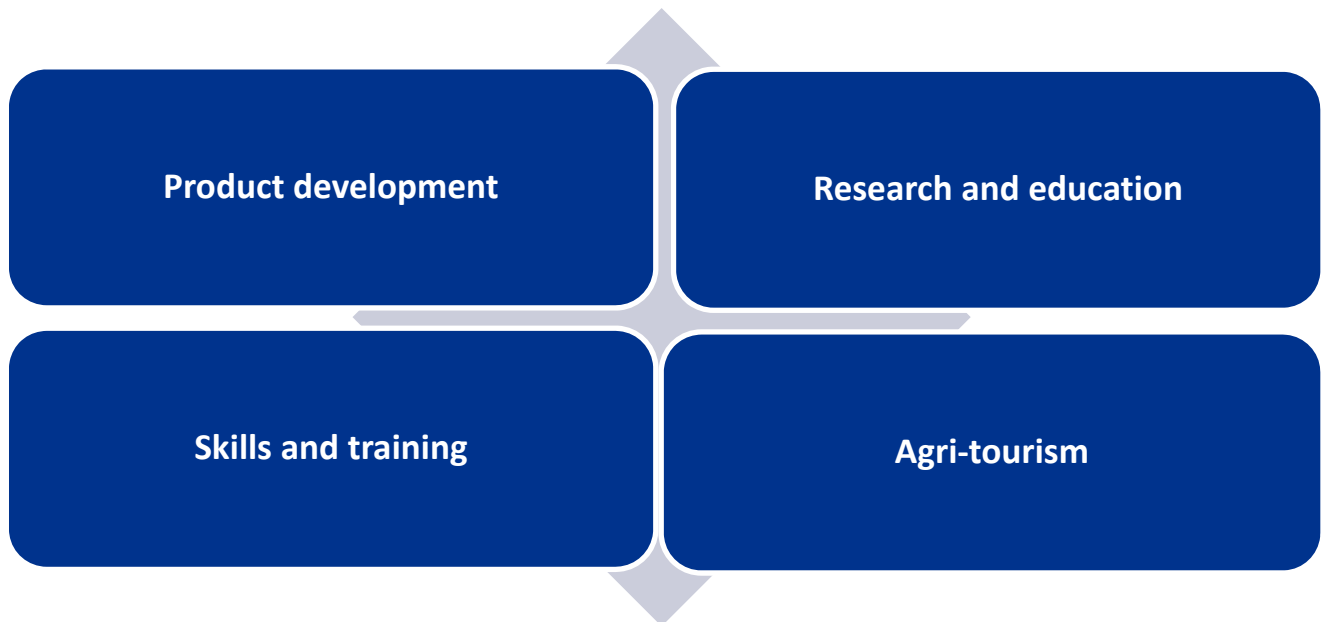 Product development
Research and education
Skills and training
Agri-tourism